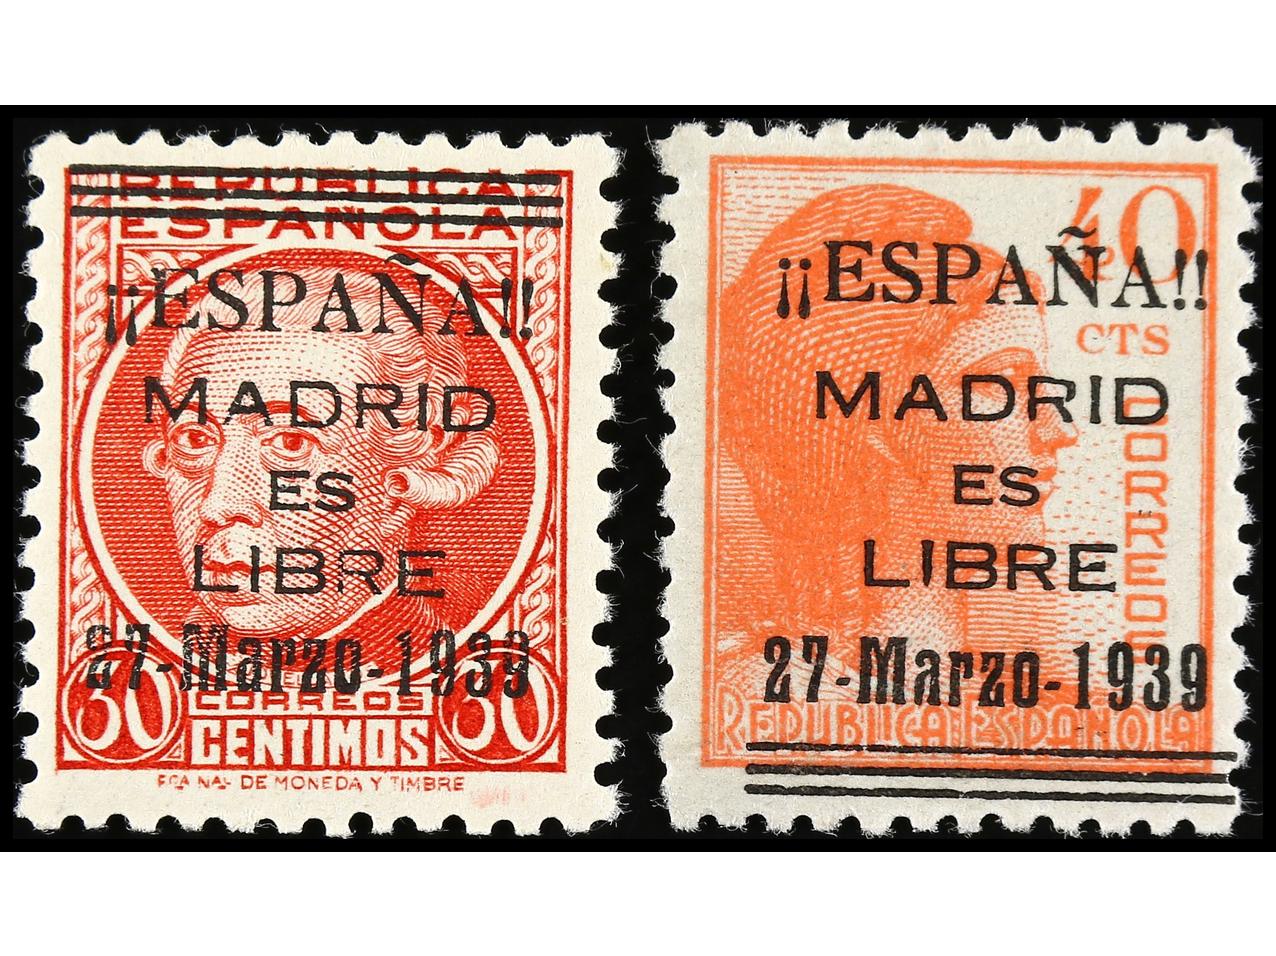 REPUBLICA
ESPAÑOLA
¡¡ESPAÑA!!
MADRID
ES
LIBRE
27-Marzo-1939
30 30
CORREOS
CENTIMOS
FCA NAL DE MONEDA Y TIMBRE
40
CTS
CORREOS
¡¡ESPAÑA!!
MADRID
ES
LIBRE
27-Marzo-1939
REPUBLICA ESPAÑOLA